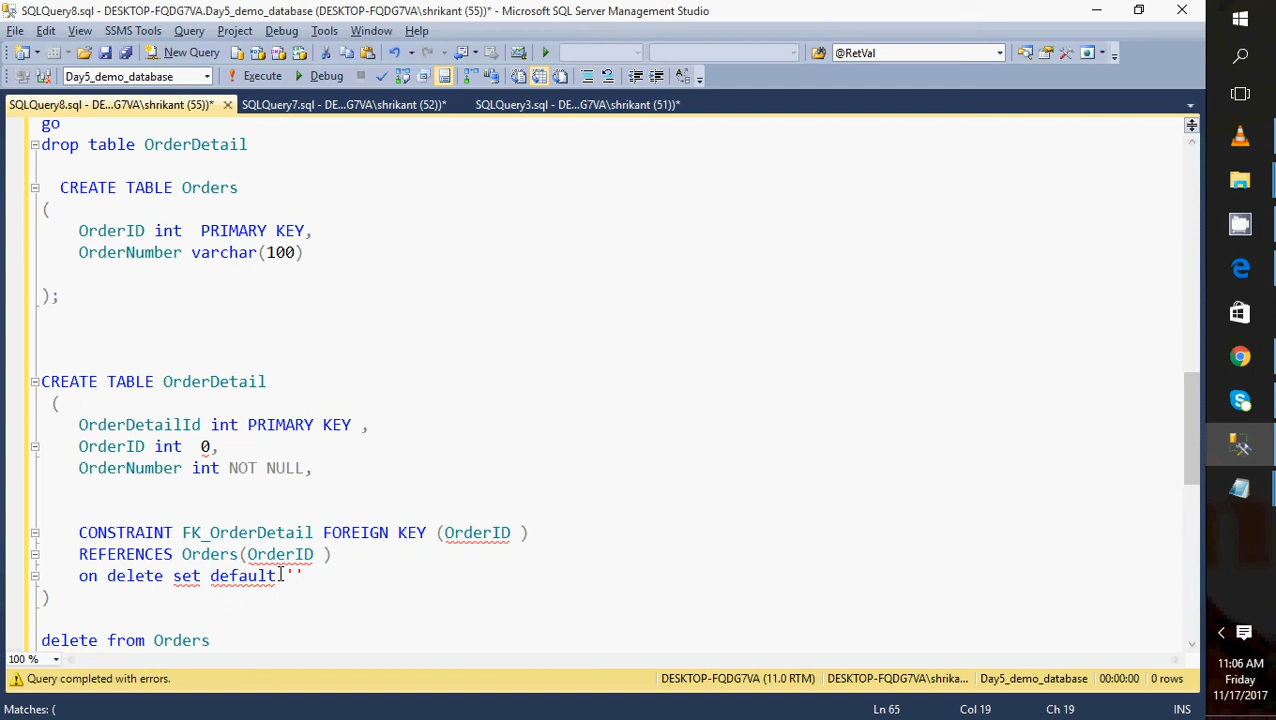 SQLQuery8.sql - DESKTOP-FQDG7VA.Day5_demo_database (DESKTOP-FQDG7VA\shrikant (55))* - Microsoft SQL Server Management Studio
File Edit View SSMS Tools Query Project Debug Tools Window Help
New Query @RetVal
Day5_demo_database Execute Debug
SQLQuery8.sql - DE...G7VA\shrikant (55))* SQLQuery7.sql - DE...G7VA\shrikant (52))* SQLQuery3.sql - DE...G7VA\shrikant (51))*
go
drop table OrderDetail
CREATE TABLE Orders
(
OrderID int PRIMARY KEY,
OrderNumber varchar(100)
);
CREATE TABLE OrderDetail
(
OrderDetailId int PRIMARY KEY ,
OrderID int 0,
OrderNumber int NOT NULL,
CONSTRAINT FK_OrderDetail FOREIGN KEY (OrderID )
REFERENCES Orders(OrderID )
on delete set default ''
)
delete from Orders
100 %
Query completed with errors. DESKTOP-FQDG7VA (11.0 RTM) DESKTOP-FQDG7VA\shrika... Day5_demo_database 00:00:00 0 rows
Matches: ( Ln 65 Col 19 Ch 19 INS
11:06 AM
Friday
11/17/2017